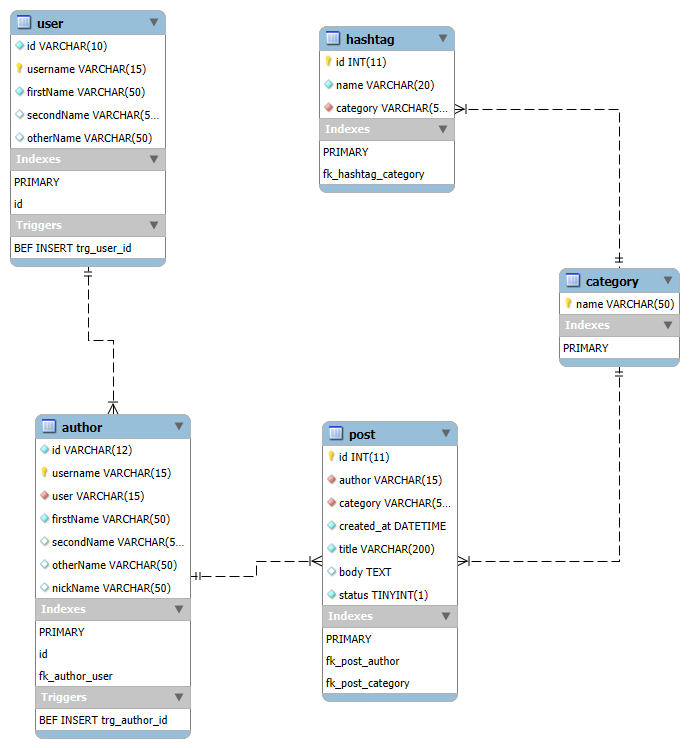 user
id VARCHAR(10)
username VARCHAR(15)
firstName VARCHAR(50)
secondName VARCHAR(5...
otherName VARCHAR(50)
Indexes
PRIMARY
id
Triggers
BEF INSERT trg_user_id
hashtag
id INT(11)
name VARCHAR(20)
category VARCHAR(5...
Indexes
PRIMARY
fk_hashtag_category
category
name VARCHAR(50)
Indexes
PRIMARY
author
id VARCHAR(12)
username VARCHAR(15)
user VARCHAR(15)
firstName VARCHAR(50)
secondName VARCHAR(5...
otherName VARCHAR(50)
nickName VARCHAR(50)
Indexes
PRIMARY
id
fk_author_user
Triggers
BEF INSERT trg_author_id
post
id INT(11)
author VARCHAR(15)
category VARCHAR(5...
created_at DATETIME
title VARCHAR(200)
body TEXT
status TINYINT(1)
Indexes
PRIMARY
fk_post_author
fk_post_category